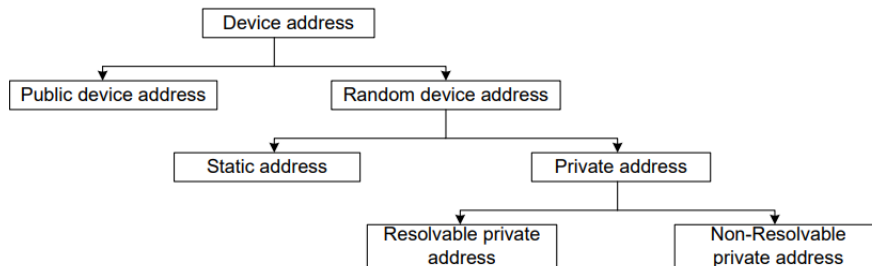 Device address
Public device address
Random device address
Static address
Private address
Resolvable private
address
Non-Resolvable
private address